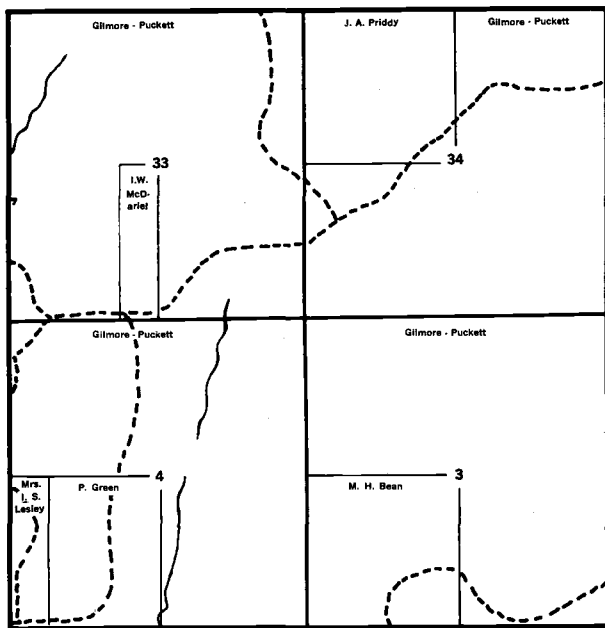 Gilmore - Puckett
J. A. Priddy
Gilmore - Puckett
33
34
I.W.
McD-
ariel
7
Gilmore - Puckett
Gilmore - Puckett
4
3
Mrs.
I. S.
Lesley
P. Green
M. H. Bean